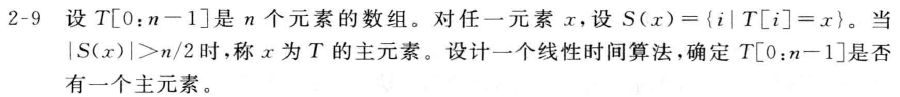 2-9 设 T[0:n−1]是 n 个元素的数组。对任一元素 x,设 S(x)={i|T[i]=x}。当
|S(x)|>n/2时,称 x 为 T 的主元素。设计一个线性时间算法,确定 T[0:n−1]是否
有一个主元素。